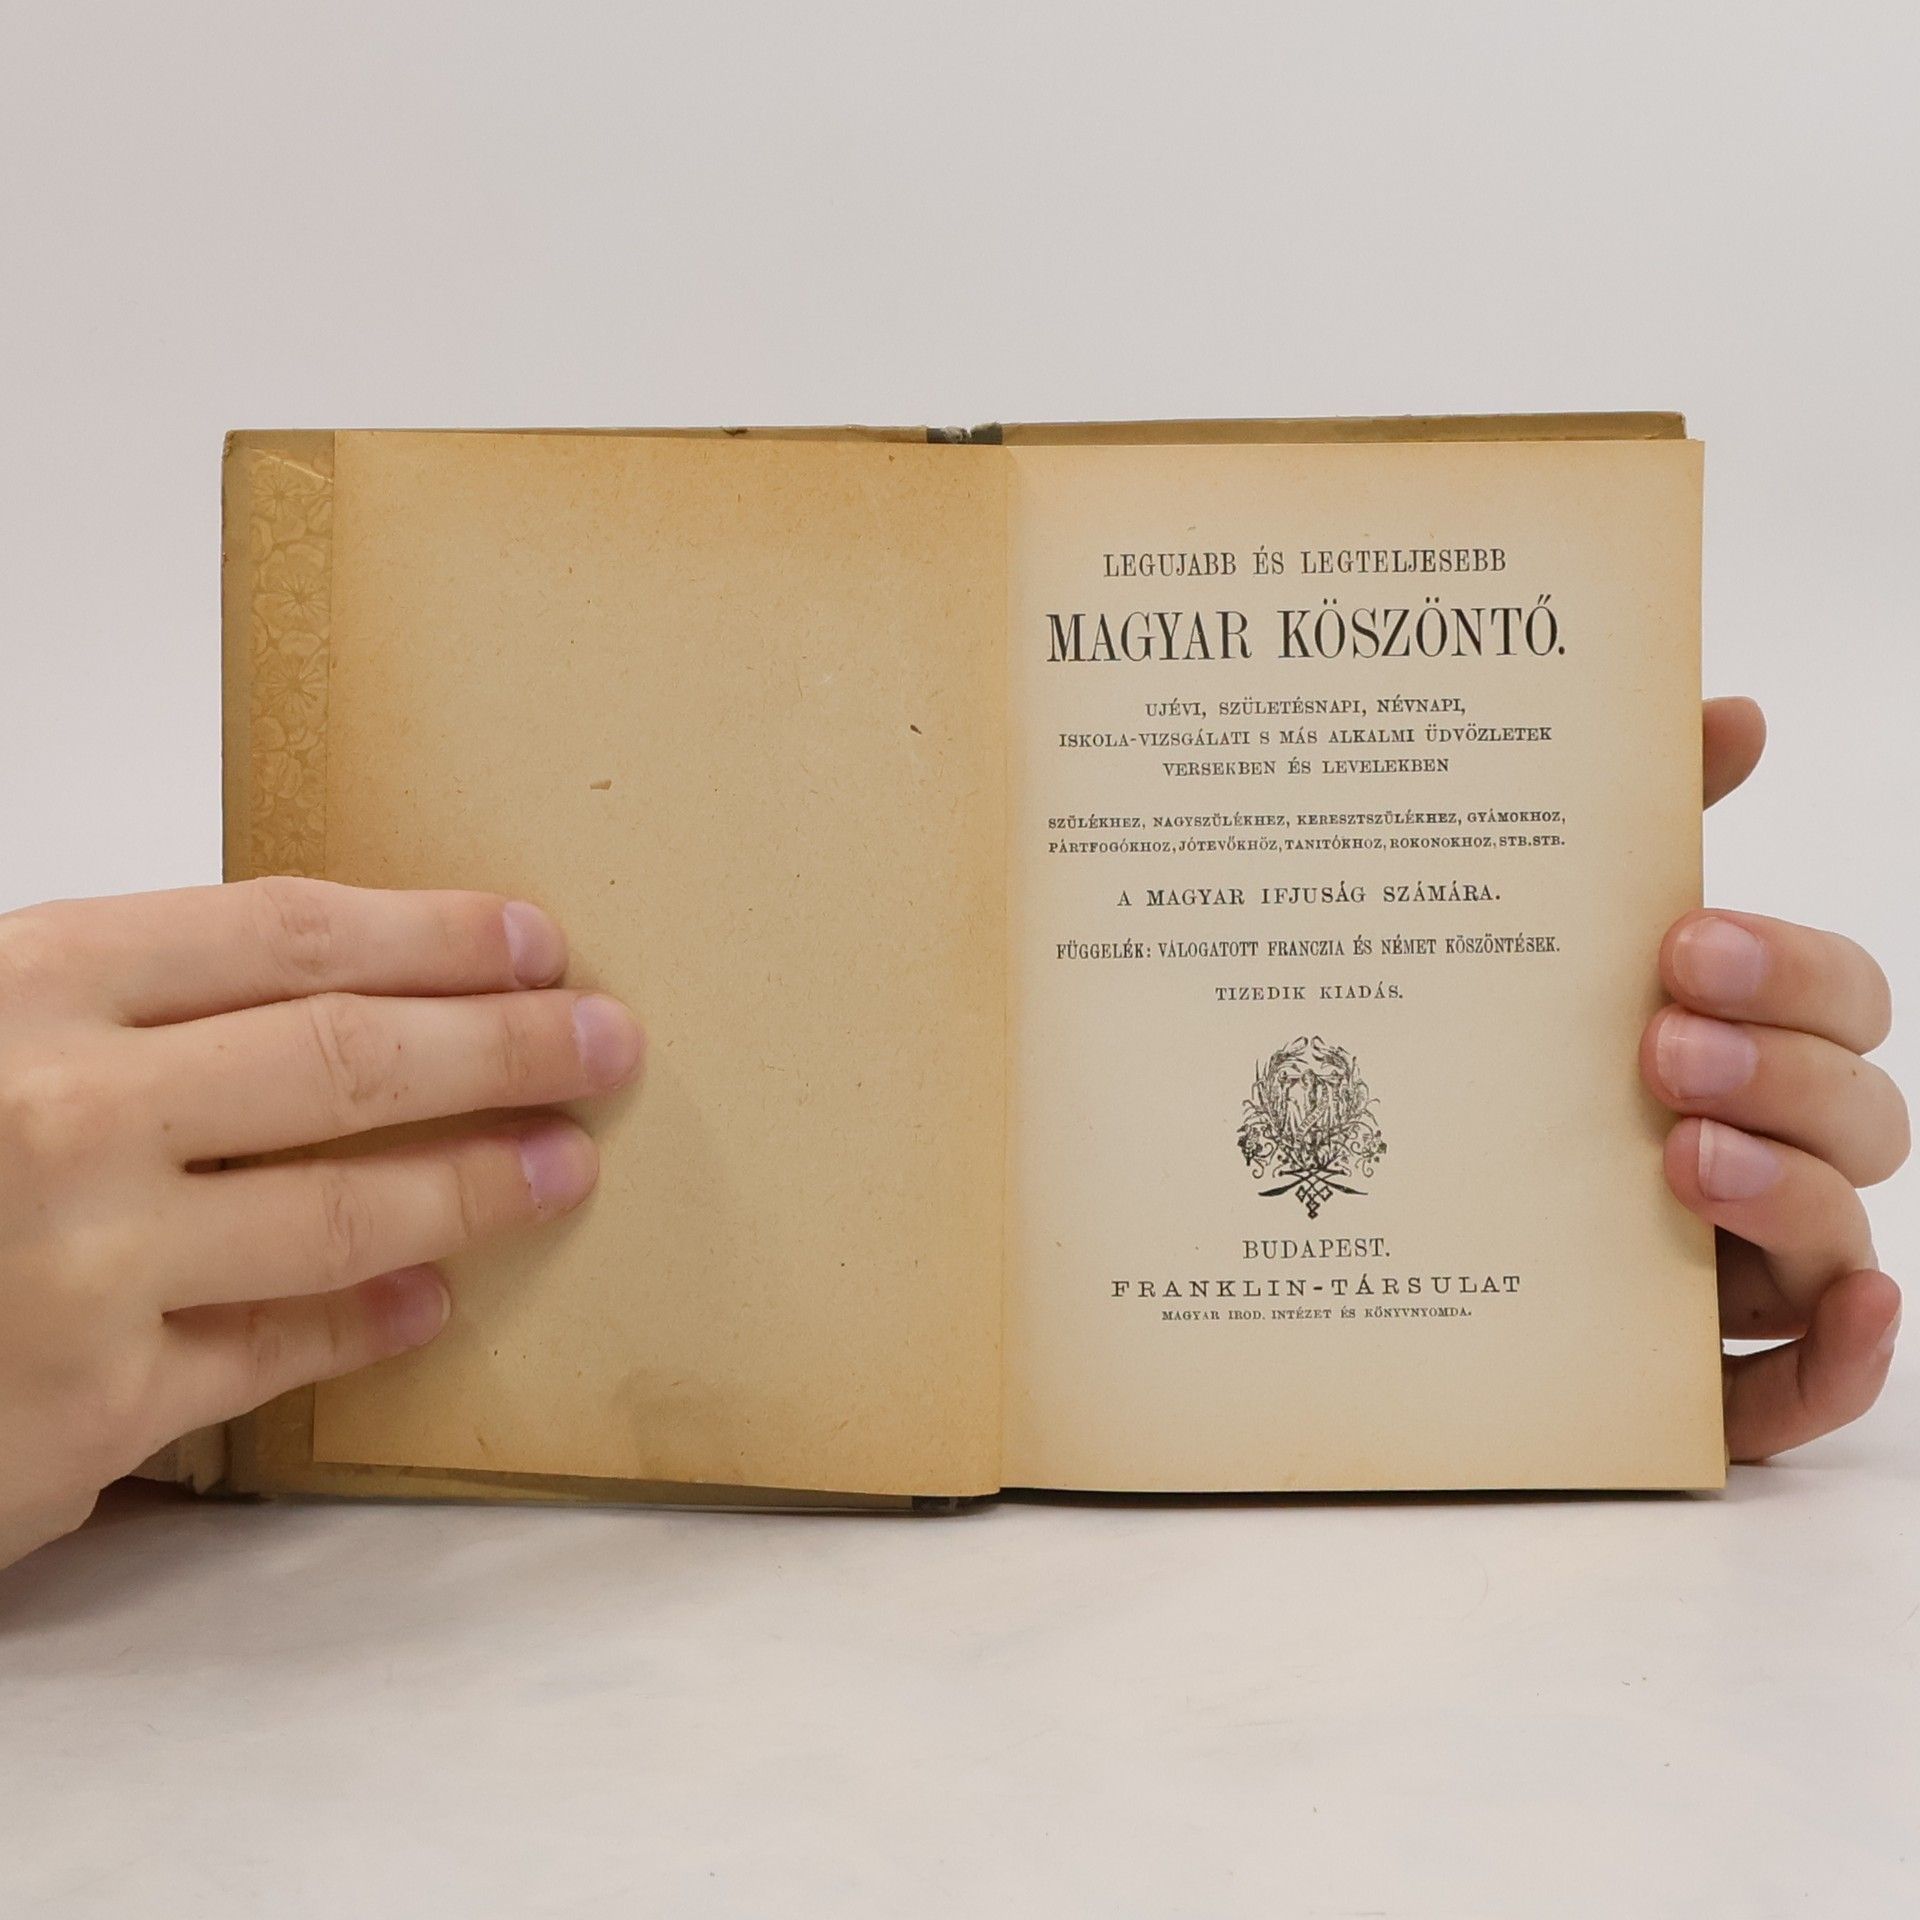 LEGUJABB ÉS LEGTELJESEBB
MAGYAR KÖSZÖNTŐ.
UJÉVI, SZÜLETÉSNAPI, NÉVNAPI,
ISKOLA-VIZSGÁLATI S MÁS ALKALMI ÜDVÖZLETEK
VERSEKBEN ÉS LEVELEKBEN
SZÜLÉKHEZ, NAGYSZÜLÉKHEZ, KERESZTSZÜLÉKHEZ, GYÁMOKHOZ,
PÁRTFOGÓKHOZ, JÓTEVŐKHÖZ, TANITÓKHOZ, ROKONOKHOZ, STB. STB.
A MAGYAR IFJUSÁG SZÁMÁRA.
FÜGGELÉK: VÁLOGATOTT FRANCZIA ÉS NÉMET KÖSZÖNTÉSEK.
TIZEDIK KIADÁS.
BUDAPEST.
FRANKLIN-TÁRSULAT
MAGYAR IROD. INTÉZET ÉS KÖNYVNYOMDA.